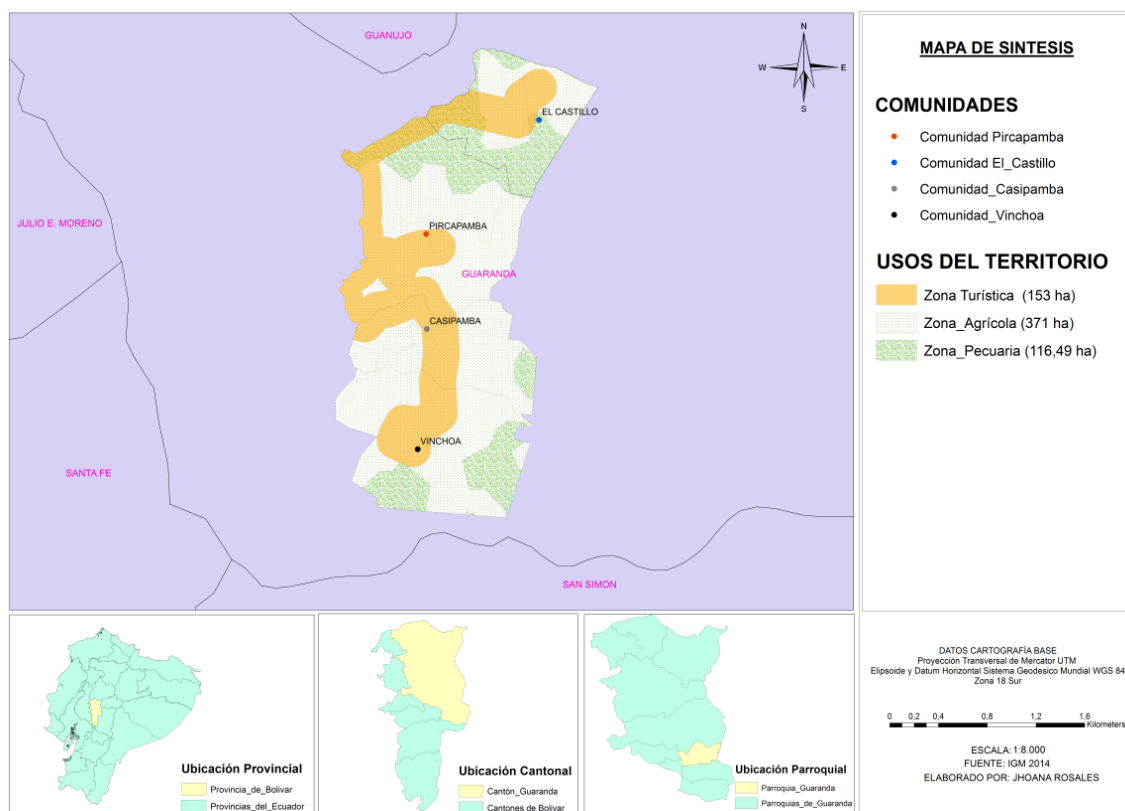 GUANUJO
N
W
E
S
EL CASTILLO
JULIO E. MORENO
PIRCAPAMBA
GUARANDA
CASIPAMBA
VINCHOA
SANTA FE
SAN SIMON
MAPA DE SINTESIS
COMUNIDADES
Comunidad Pircapamba
Comunidad El_Castillo
Comunidad_Casipamba
Comunidad_Vinchoa
USOS DEL TERRITORIO
Zona Turística (153 ha)
Zona_Agrícola (371 ha)
Zona_Pecuaria (116,49 ha)
Ubicación Provincial
Provincia_de_Bolivar
Provincias_del_Ecuador
Ubicación Cantonal
Cantón_Guaranda
Cantones de Bolivar
Ubicación Parroquial
Parroquia_Guaranda
Parroquias_de_Guaranda
DATOS CARTOGRAFÍA BASE
Proyección Transversal de Mercator UTM
Elipsoide y Datum Horizontal Sistema Geodesico Mundial WGS 84
Zona 18 Sur
0 0,2 0,4 0,8 1,2 1,6
Kilometers
ESCALA: 1:8.000
FUENTE: IGM 2014
ELABORADO POR: JHOANA ROSALES